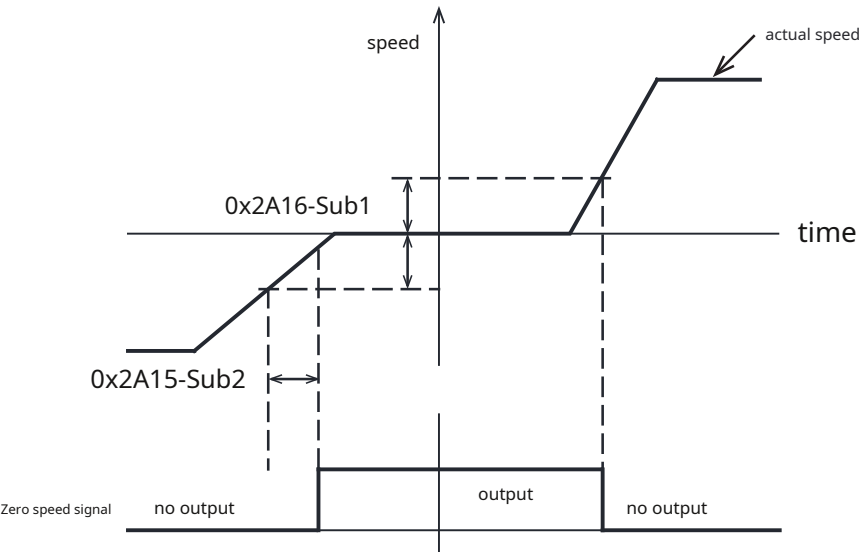 actual speed
speed
0x2A16-Sub1
time
0x2A15-Sub2
output
Zero speed signal
no output
no output